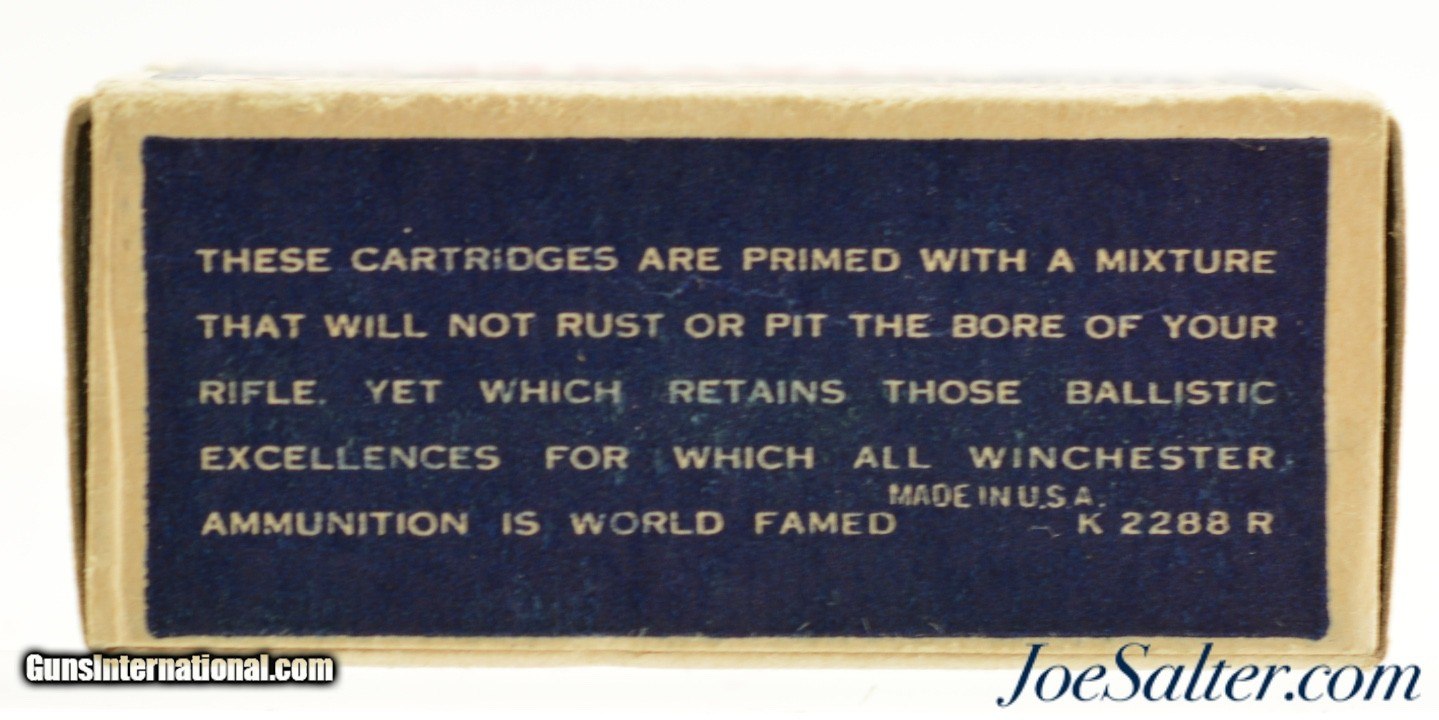 THESE CARTRIDGES ARE PRIMED WITH A MIXTURE
THAT WILL NOT RUST OR PIT THE BORE OF YOUR
RIFLE. YET WHICH RETAINS THOSE BALLISTIC
EXCELLENCES FOR WHICH ALL WINCHESTER
MADE IN U.S.A.
AMMUNITION IS WORLD FAMED K 2288 R
GunsInternational.com
JoeSalter.com